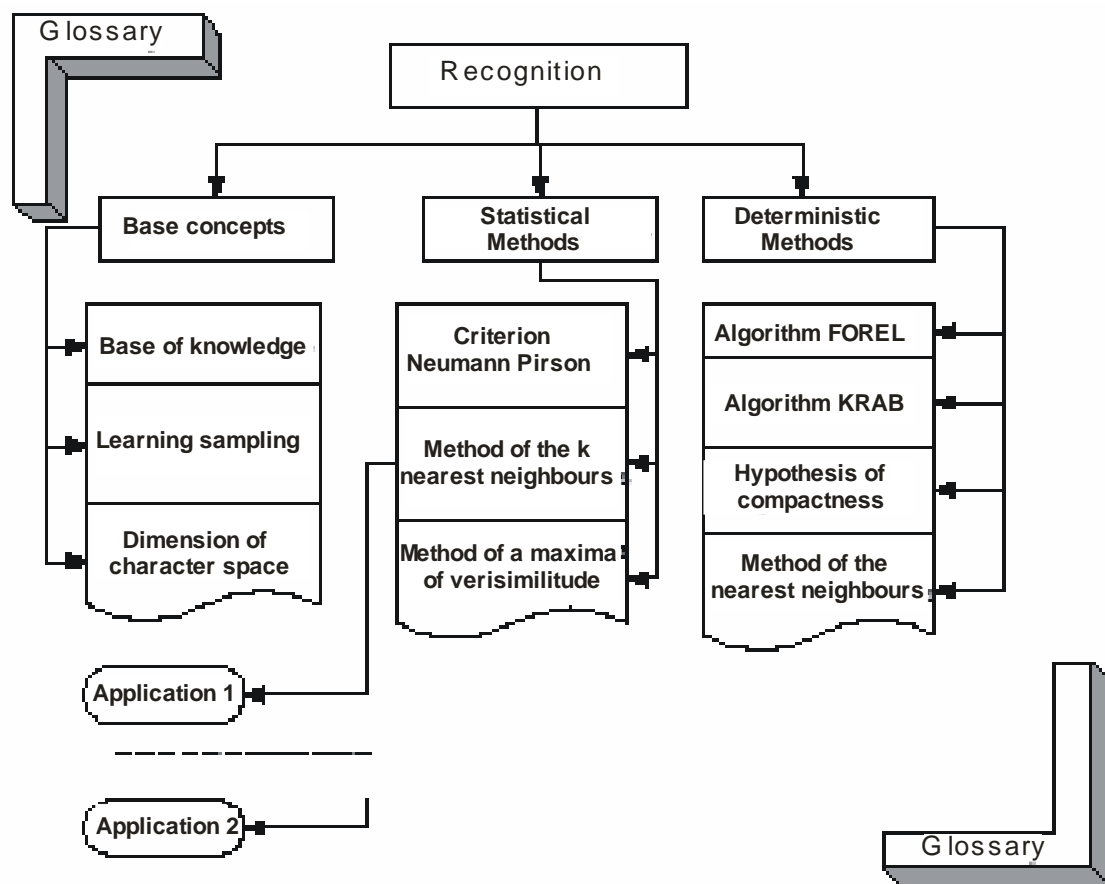 Glossary
Recognition
Base concepts
Statistical
Methods
Deterministic
Methods
Base of knowledge
Learning sampling
Dimension of
character space
Criterion
Neumann Pirson
Method of the k
nearest neighbours
Method of a maxima
of verisimilitude
Algorithm FOREL
Algorithm KRAB
Hypothesis of
compactness
Method of the
nearest neighbours
Application 1
Application 2
Glossary